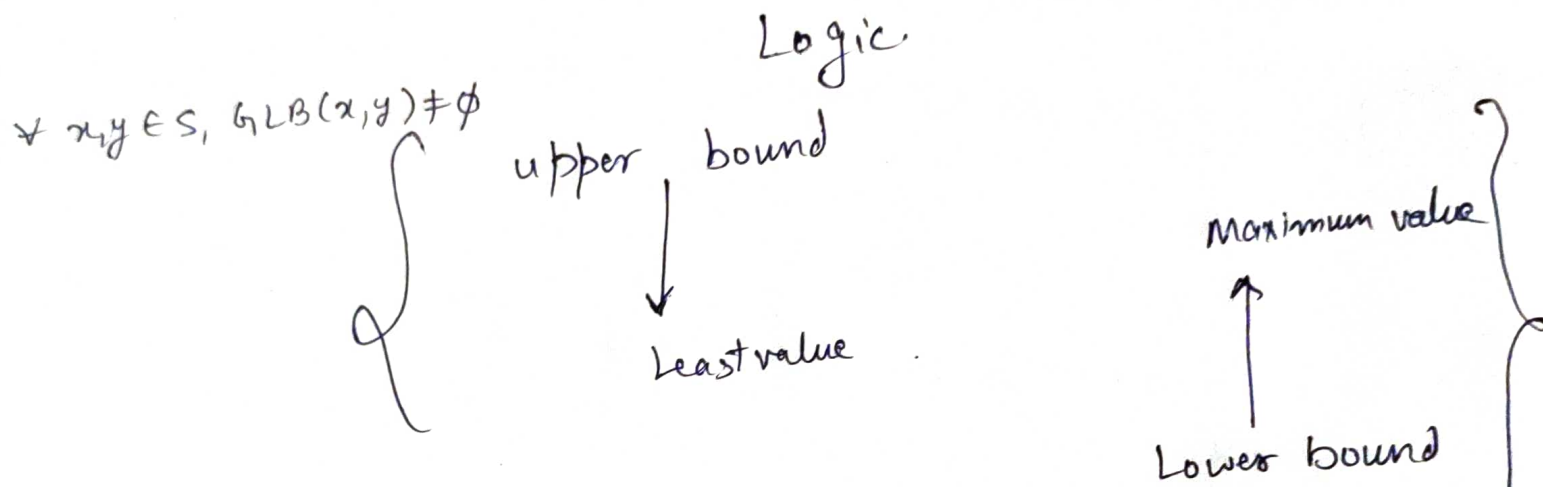 Logic.
∀ x,y ∈ S, GLB(x,y) ≠ ϕ
upper bound
Maximum value
Least value .
Lower bound